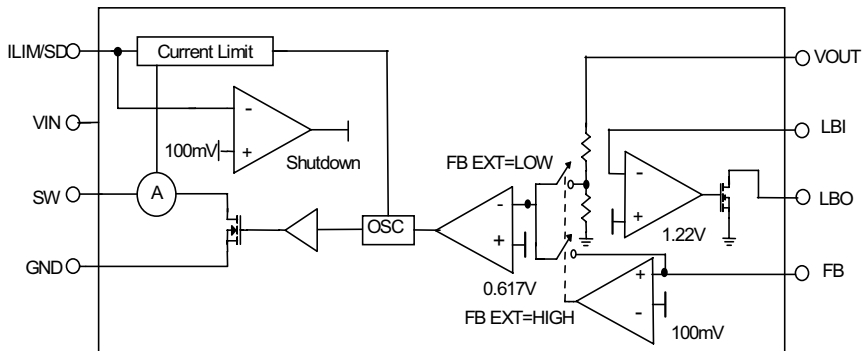 ILIM/SD
Current Limit
VOUT
VIN
100mV
-
+
Shutdown
FB EXT=LOW
LBI
SW
A
-
+
1.22V
LBO
OSC
-
+
0.617V
GND
FB
FB EXT=HIGH
+
-
100mV